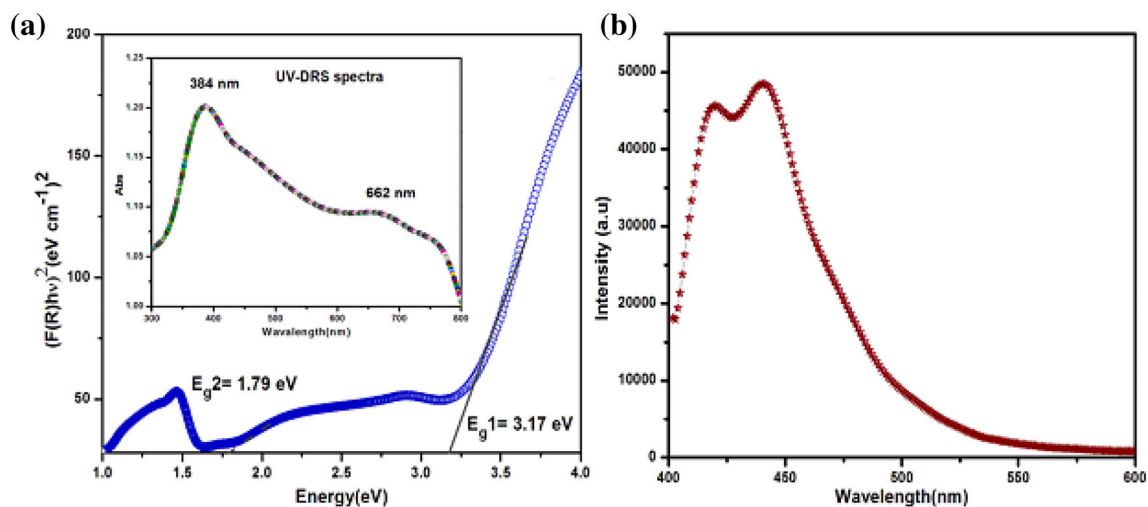 (a)
200
150
100
50
(F(R)hν)²(eV cm⁻¹)²
1.25
1.20
1.15
1.10
1.05
1.00
Abs
384 nm
UV-DRS spectra
662 nm
300 400 500 600 700 800
Wavalength(nm)
E_g2= 1.79 eV
E_g1= 3.17 eV
1.0 1.5 2.0 2.5 3.0 3.5 4.0
Energy(eV)
(b)
50000
40000
30000
20000
10000
0
Intensity (a.u)
400 450 500 550 600
Wavelength(nm)